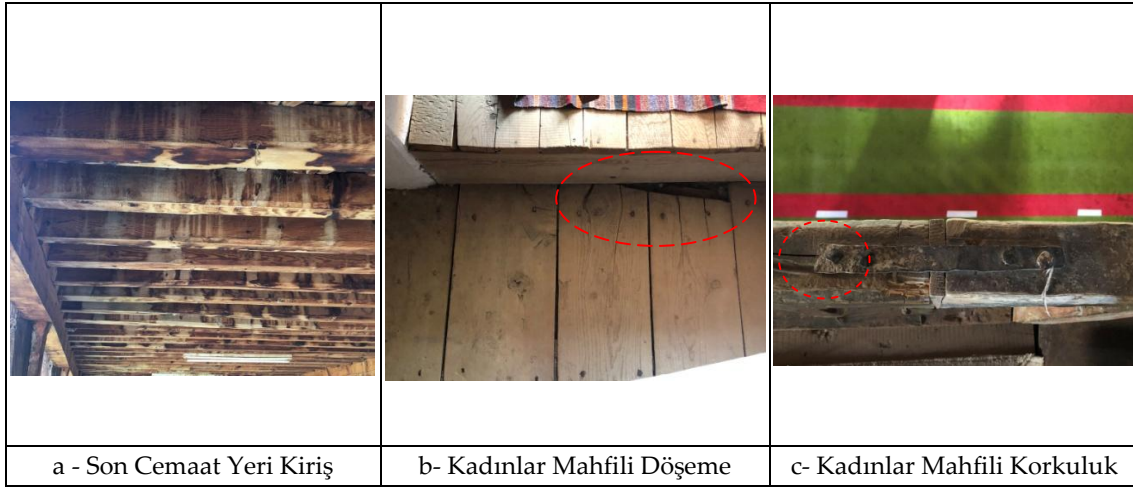 a - Son Cemaat Yeri Kiriş
b- Kadınlar Mahfili Döşeme
c- Kadınlar Mahfili Korkuluk